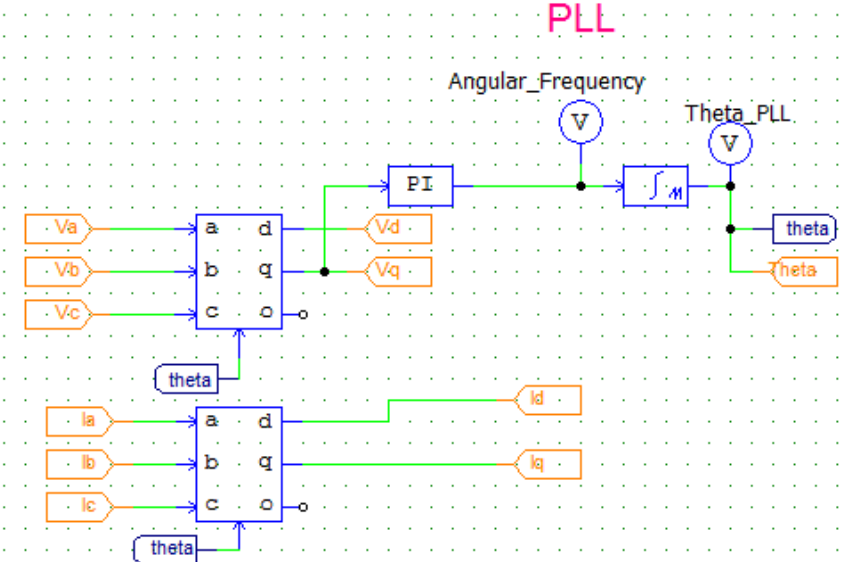 PLL
Angular_Frequency
Theta_PLL
V
V
PI
∫ M
Va
a
d
Vd
theta
Vb
b
q
Vq
Theta
Vc
c
o
theta
Id
Ia
a
d
Ib
b
q
Iq
Ic
c
o
theta